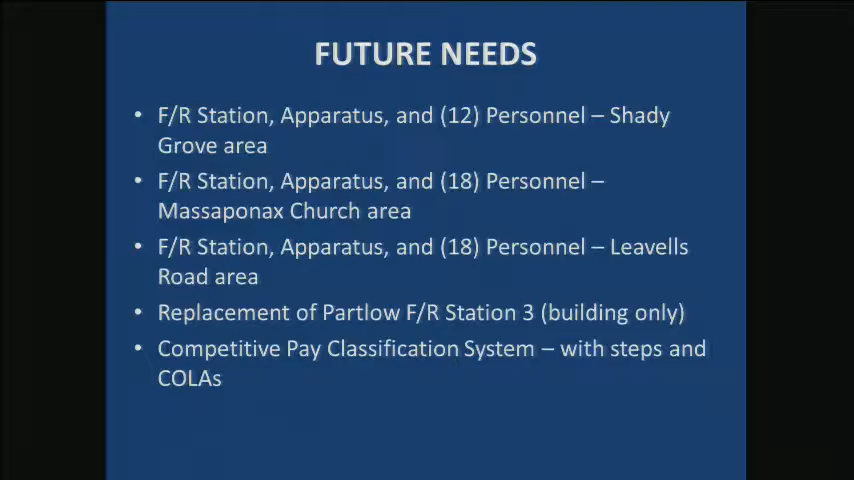 FUTURE NEEDS
• F/R Station, Apparatus, and (12) Personnel – Shady
Grove area
• F/R Station, Apparatus, and (18) Personnel –
Massaponax Church area
• F/R Station, Apparatus, and (18) Personnel – Leavells
Road area
• Replacement of Partlow F/R Station 3 (building only)
• Competitive Pay Classification System – with steps and
COLAs